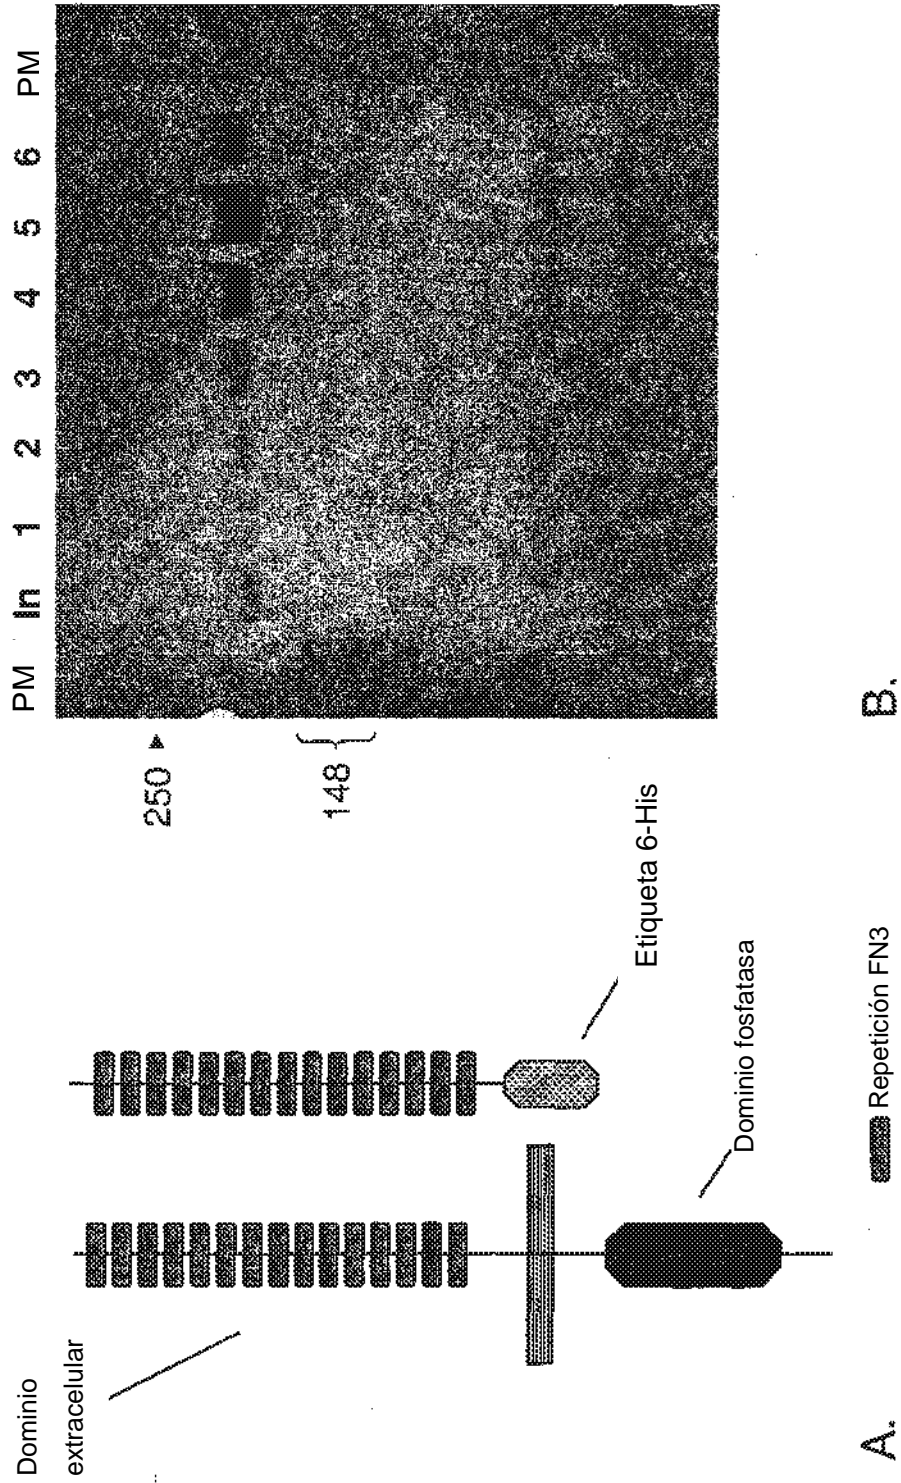 Dominio
extracelular
Etiqueta 6-His
Dominio fosfatasa
Repetición FN3
A.
PM In 1 2 3 4 5 6 PM
250
148
B.